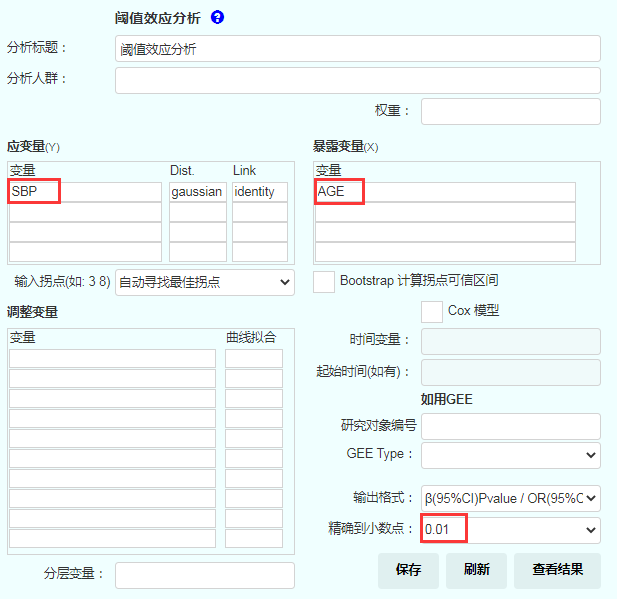 阈值效应分析 ?
分析标题： 阈值效应分析
分析人群：
权重：
应变量(Y) 暴露变量(X)
变量 Dist. Link 变量
SBP gaussian identity AGE
输入拐点(如: 3 8) 自动寻找最佳拐点 Bootstrap 计算拐点可信区间
调整变量 Cox 模型
变量 曲线拟合 时间变量：
起始时间(如有)：
如用GEE
研究对象编号
GEE Type：
输出格式： β(95%CI)Pvalue / OR(95%C
精确到小数点： 0.01
分层变量： 保存 刷新 查看结果